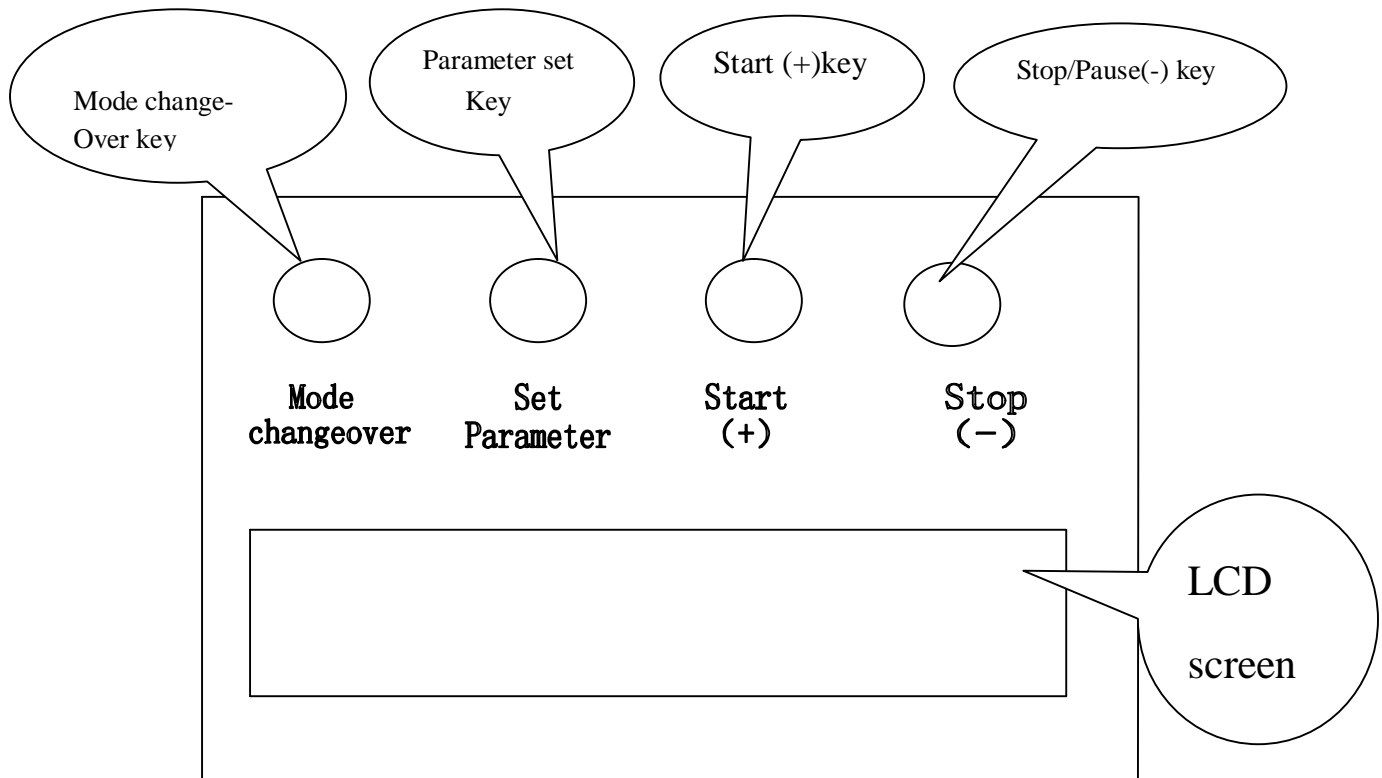 Mode change-
Over key
Parameter set
Key
Start (+)key
Stop/Pause(-) key
Mode
changeover
Set
Parameter
Start
(+)
Stop
(-)
LCD
screen